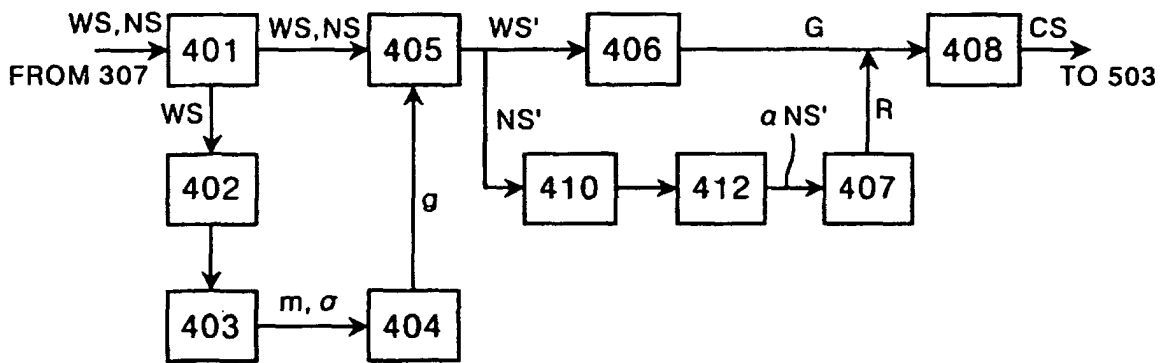 WS,NS
FROM 307
401
WS,NS
405
WS'
406
G
408
CS
TO 503
WS
402
403
m, σ
404
g
NS'
410
412
α NS'
407
R